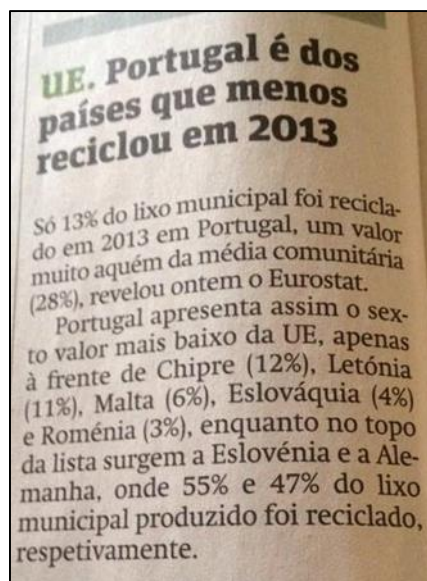 UE. Portugal é dos
países que menos
reciclou em 2013
Só 13% do lixo municipal foi recicla-
do em 2013 em Portugal, um valor
muito aquém da média comunitária
(28%), revelou ontem o Eurostat.
Portugal apresenta assim o sex-
to valor mais baixo da UE, apenas
à frente de Chipre (12%), Letónia
(11%), Malta (6%), Eslováquia (4%)
e Roménia (3%), enquanto no topo
da lista surgem a Eslovénia e a Ale-
manha, onde 55% e 47% do lixo
municipal produzido foi reciclado,
respetivamente.